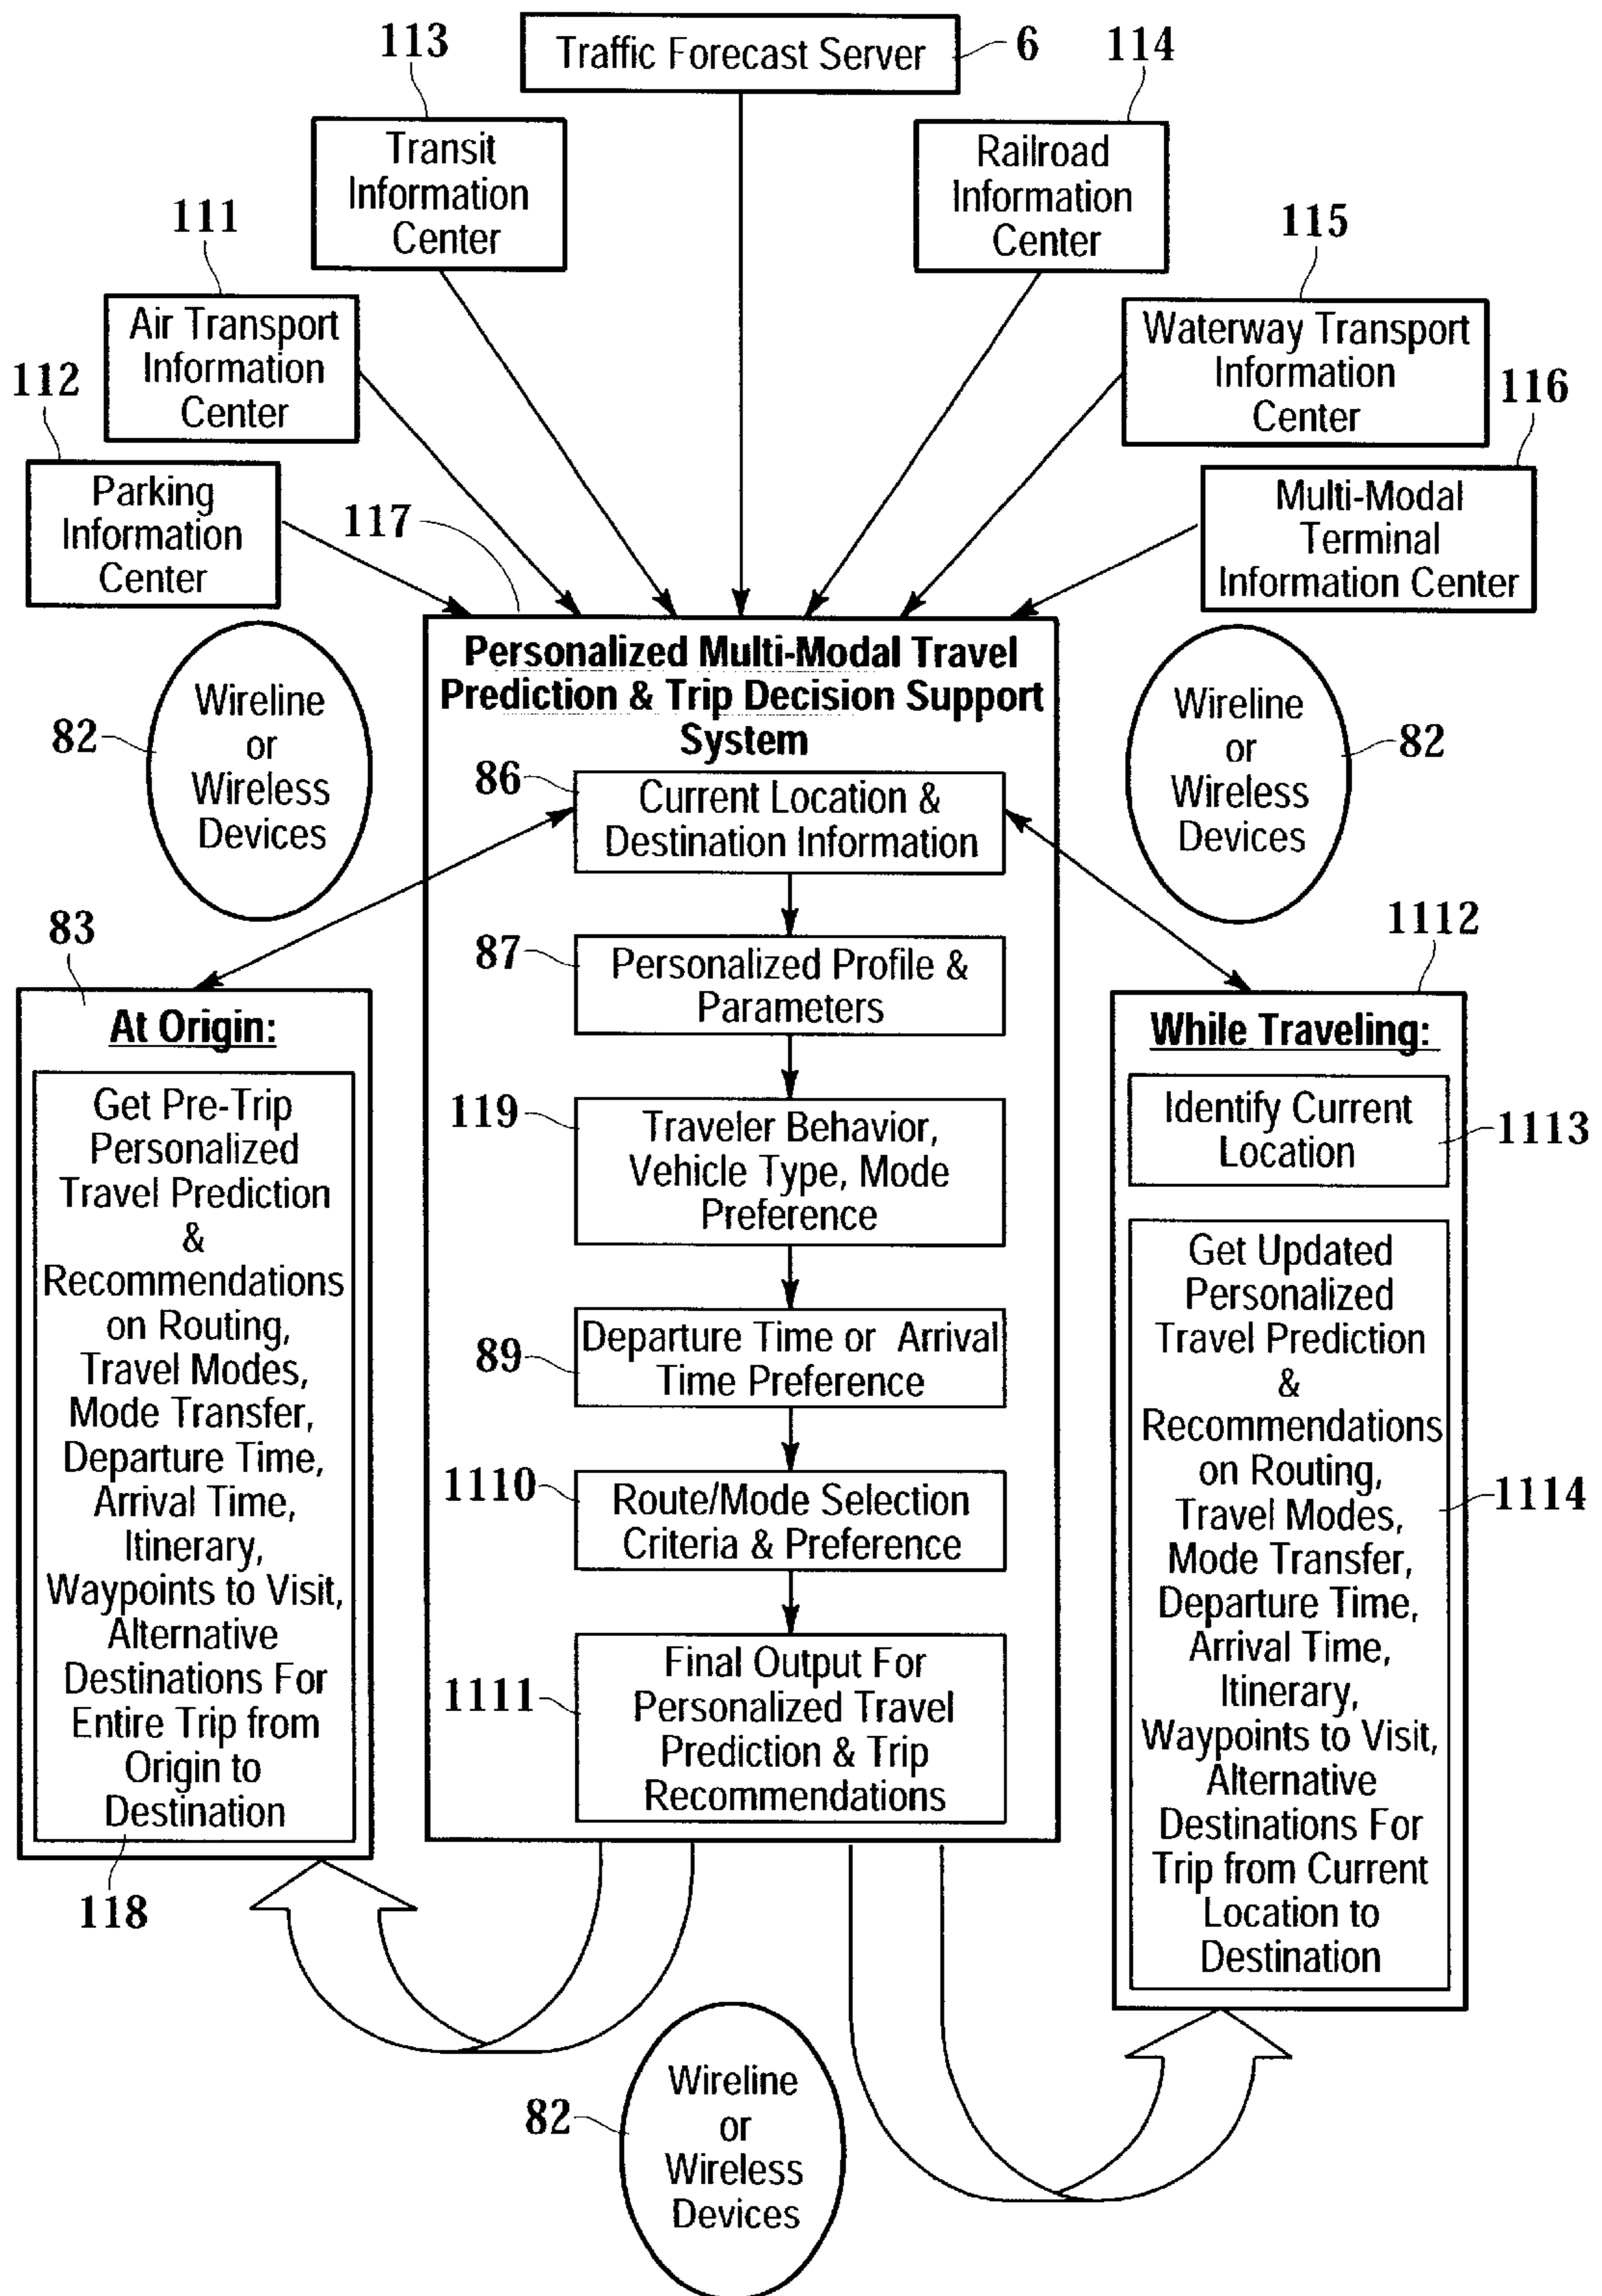 Traffic Forecast Server
6
113
Transit
Information
Center
114
Railroad
Information
Center
111
Air Transport
Information
Center
115
Waterway Transport
Information
Center
112
Parking
Information
Center
116
Multi-Modal
Terminal
Information Center
117
Personalized Multi-Modal Travel
Prediction & Trip Decision Support
System
82
Wireline
or
Wireless
Devices
82
Wireline
or
Wireless
Devices
86
Current Location &
Destination Information
87
Personalized Profile &
Parameters
119
Traveler Behavior,
Vehicle Type, Mode
Preference
89
Departure Time or Arrival
Time Preference
1110
Route/Mode Selection
Criteria & Preference
1111
Final Output For
Personalized Travel
Prediction & Trip
Recommendations
83
At Origin:
Get Pre-Trip
Personalized
Travel Prediction
&
Recommendations
on Routing,
Travel Modes,
Mode Transfer,
Departure Time,
Arrival Time,
Itinerary,
Waypoints to Visit,
Alternative
Destinations For
Entire Trip from
Origin to
Destination
118
1112
While Traveling:
Identify Current
Location
1113
Get Updated
Personalized
Travel Prediction
&
Recommendations
on Routing,
Travel Modes,
Mode Transfer,
Departure Time,
Arrival Time,
Itinerary,
Waypoints to Visit,
Alternative
Destinations For
Trip from Current
Location to
Destination
1114
82
Wireline
or
Wireless
Devices